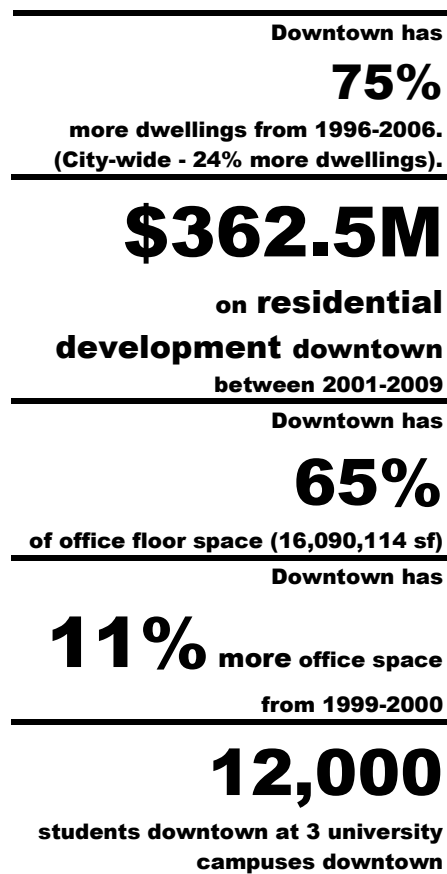 Downtown has
75%
more dwellings from 1996-2006.
(City-wide - 24% more dwellings).
$362.5M
on residential
development downtown
between 2001-2009
Downtown has
65%
of office floor space (16,090,114 sf)
Downtown has
11% more office space
from 1999-2000
12,000
students downtown at 3 university
campuses downtown